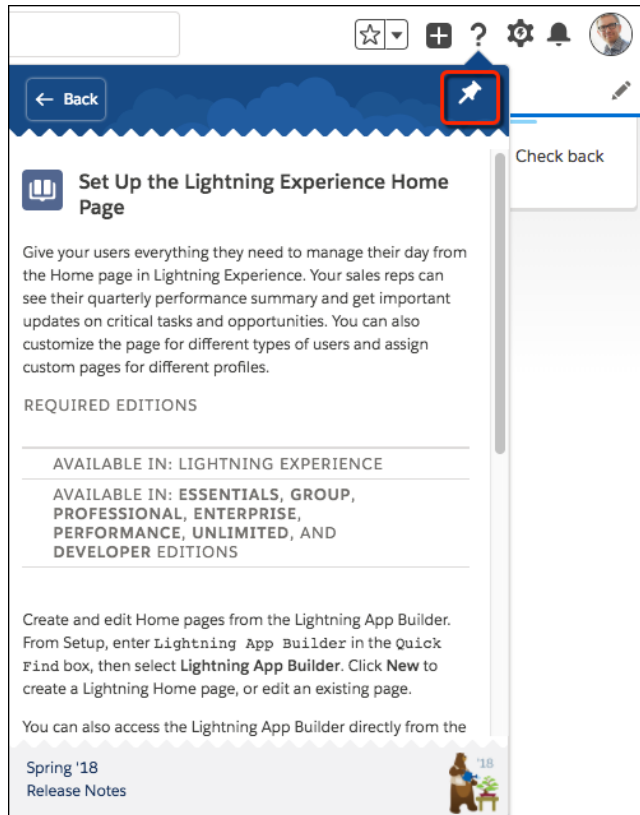 ?
← Back
Check back
Set Up the Lightning Experience Home
Page
Give your users everything they need to manage their day from
the Home page in Lightning Experience. Your sales reps can
see their quarterly performance summary and get important
updates on critical tasks and opportunities. You can also
customize the page for different types of users and assign
custom pages for different profiles.
REQUIRED EDITIONS
AVAILABLE IN: LIGHTNING EXPERIENCE
AVAILABLE IN: ESSENTIALS, GROUP,
PROFESSIONAL, ENTERPRISE,
PERFORMANCE, UNLIMITED, AND
DEVELOPER EDITIONS
Create and edit Home pages from the Lightning App Builder.
From Setup, enter Lightning App Builder in the Quick
Find box, then select Lightning App Builder. Click New to
create a Lightning Home page, or edit an existing page.
You can also access the Lightning App Builder directly from the
Spring '18
Release Notes
'18